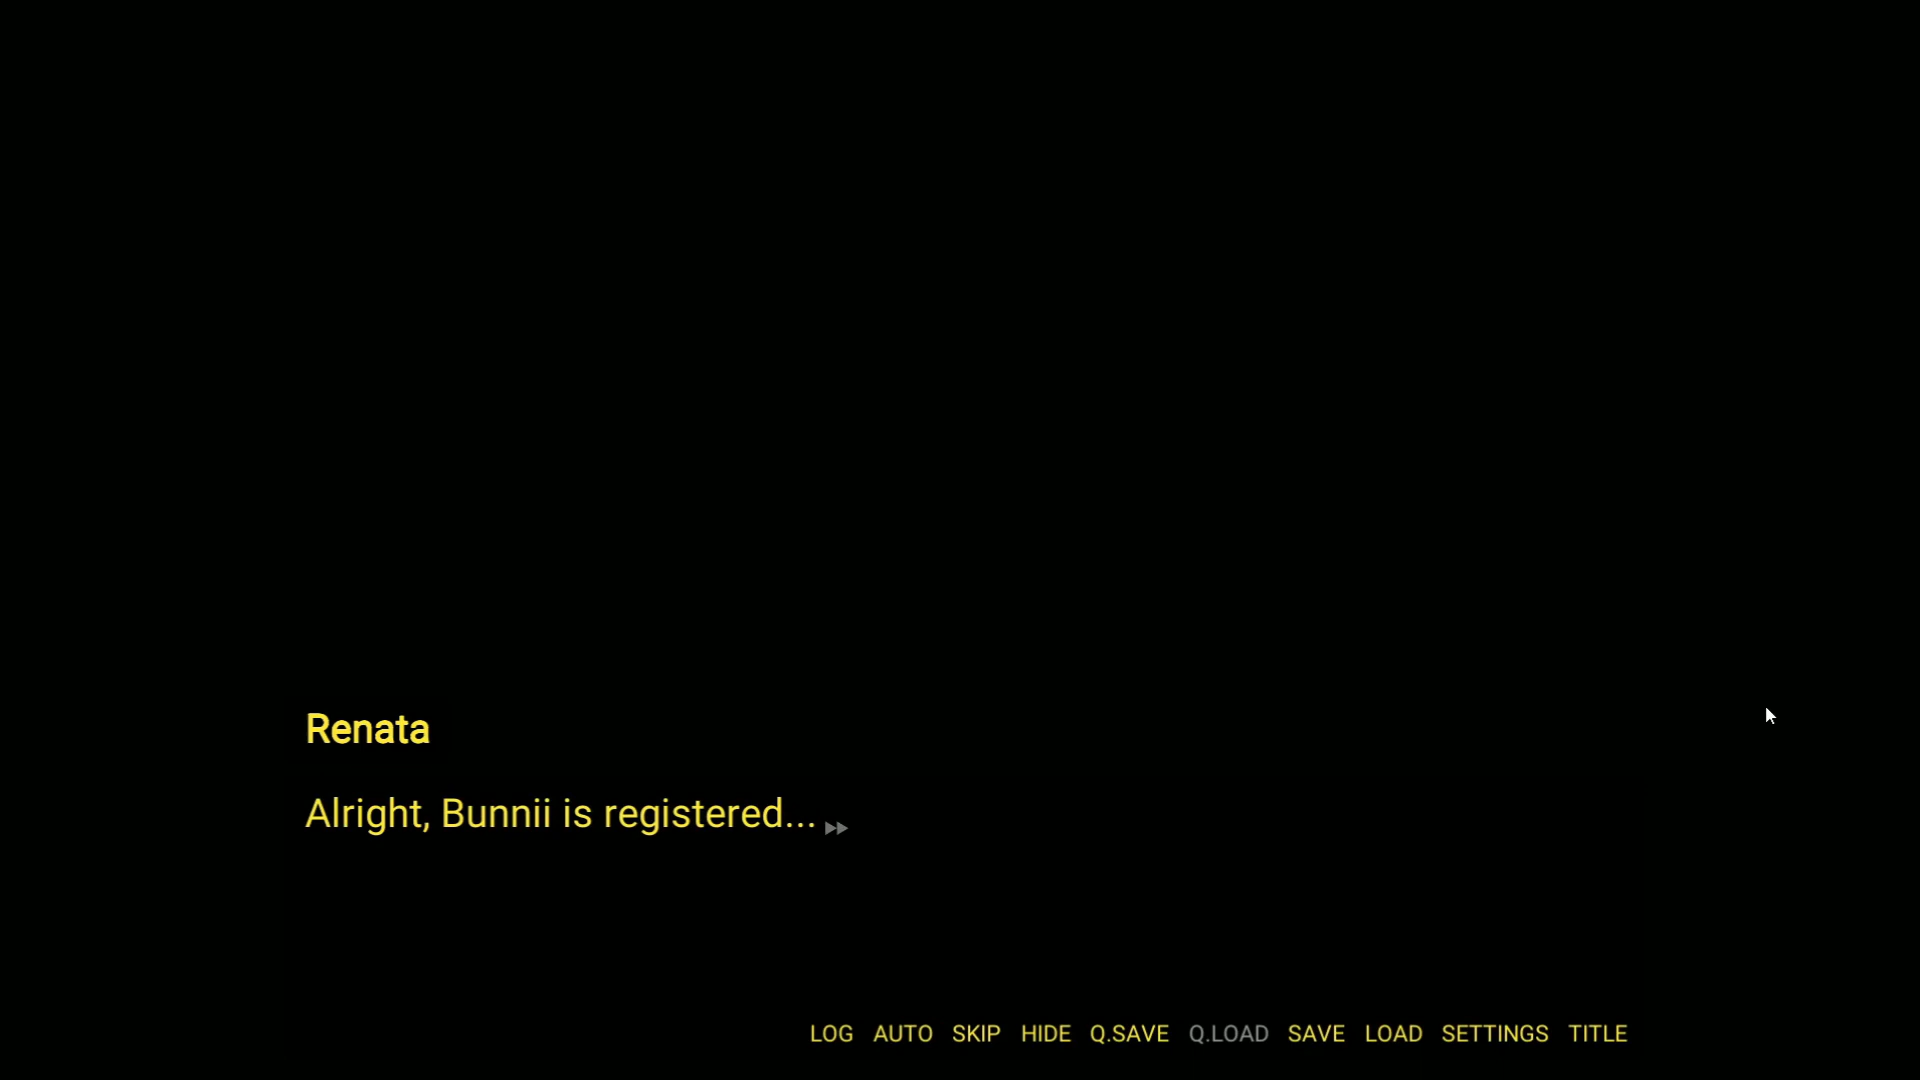 Renata
Alright, Bunnii is registered...
LOG AUTO SKIP HIDE Q.SAVE Q.LOAD SAVE LOAD SETTINGS TITLE